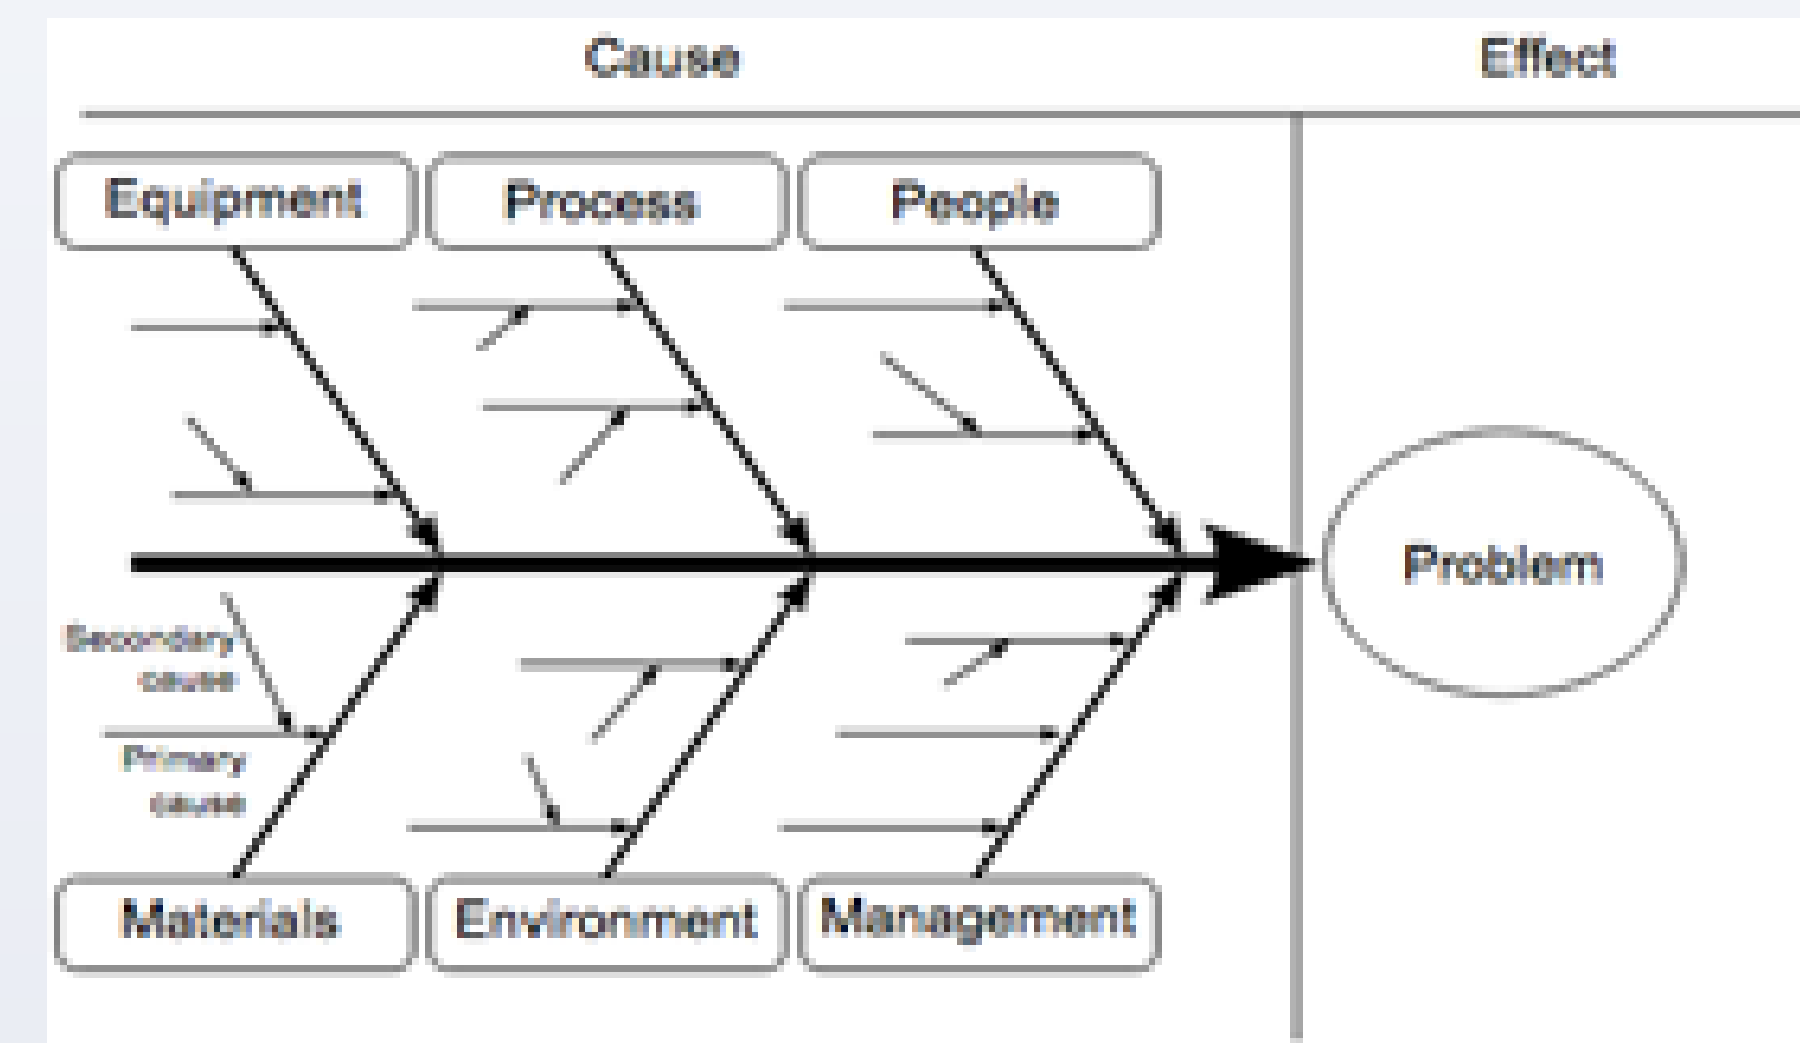 Cause
Effect
Equipment
Process
People
Problem
Secondary
cause
Primary
cause
Materials
Environment
Management